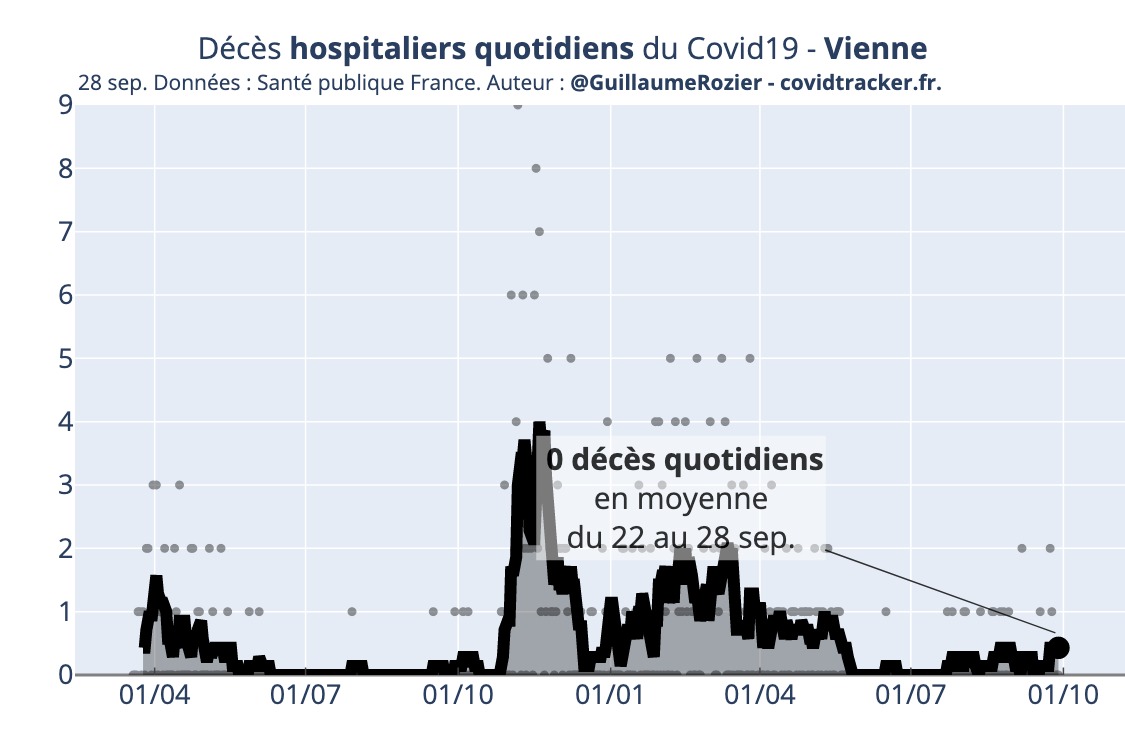 Décès hospitaliers quotidiens du Covid19 - Vienne
28 sep. Données : Santé publique France. Auteur : @GuillaumeRozier - covidtracker.fr.
9
8
7
6
5
4
3
2
1
0
0 décès quotidiens
en moyenne
du 22 au 28 sep.
01/04 01/07 01/10 01/01 01/04 01/07 01/10